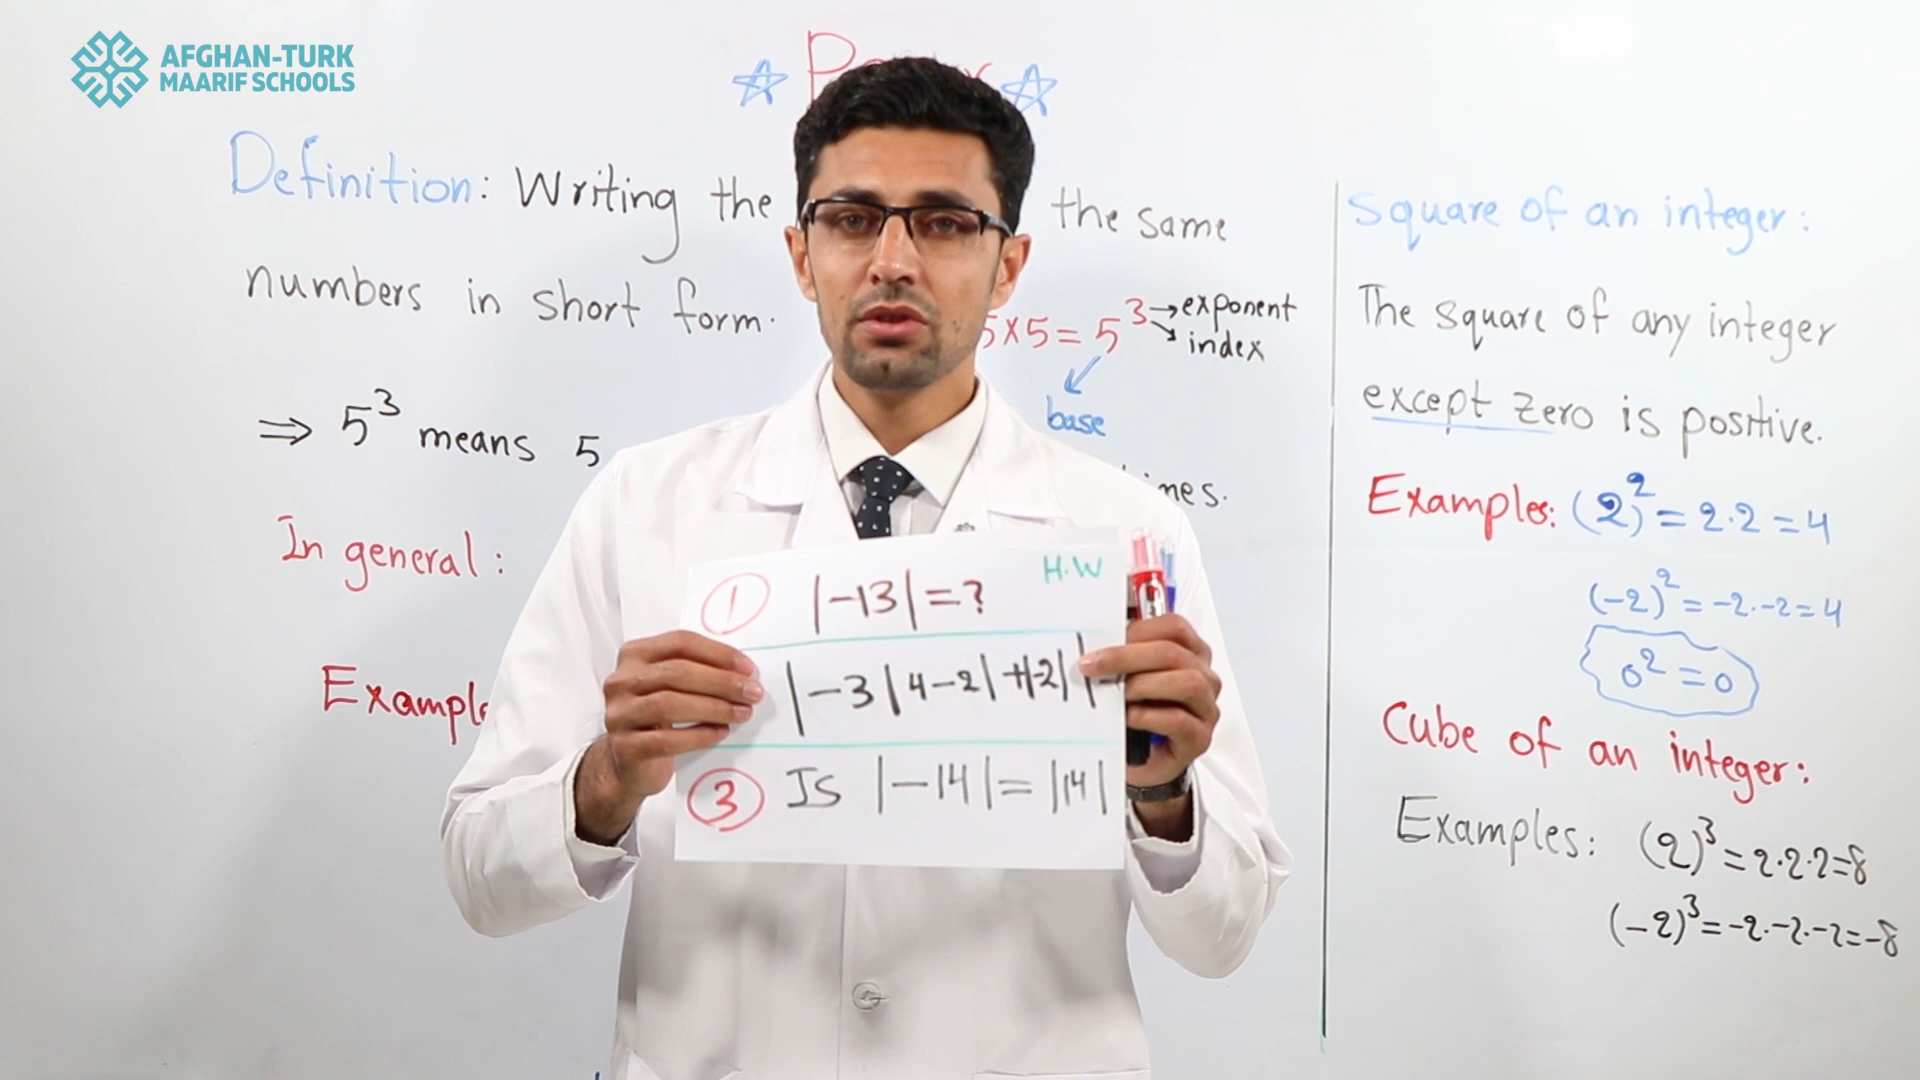 AFGHAN-TURK
MAARIF SCHOOLS
Definition: Writing the the same
numbers in short form.
5×5=5³ → exponent
→ index
base
⇒ 5³ means 5
In general:
Square of an integer:
The square of any integer
except zero is positive.
Examples: (2)²=2.2=4
(-2)²=-2.-2=4
0²=0
Cube of an integer:
Examples: (2)³=2.2.2=8
(-2)³=-2.-2.-2=-8
H.W
① |-13|=?
|-3|4-2|+|-2||
③ Is |-14|=|14|